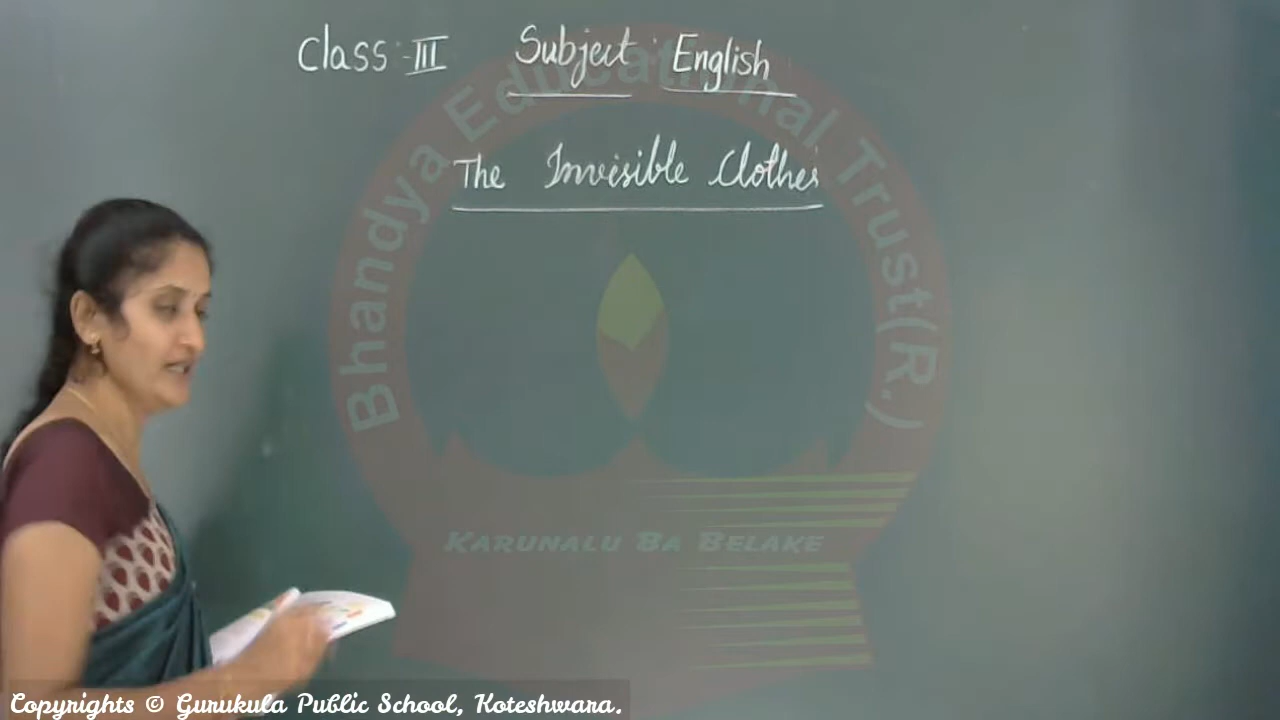 Class - III Subject : English
The Invisible Clothes
Bhandya Educational Trust (R.)
KARUNALU BA BELAKE
Copyrights © Gurukula Public School, Koteshwara.